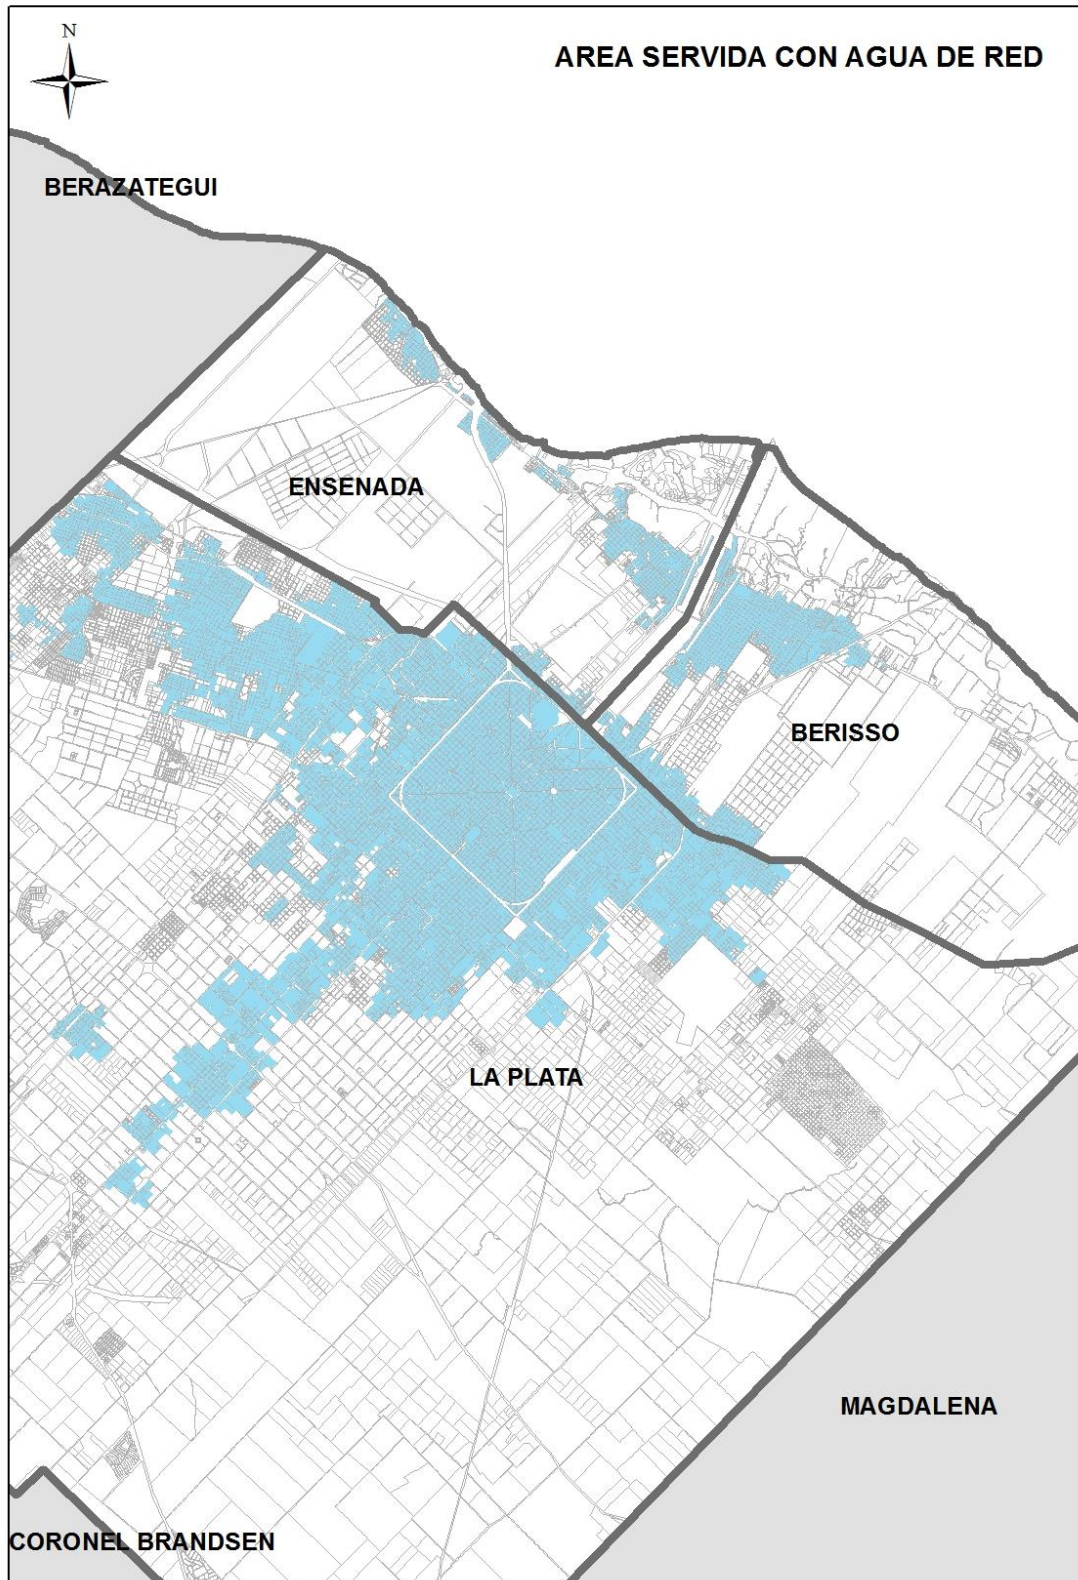 N
AREA SERVIDA CON AGUA DE RED
BERAZATEGUI
ENSENADA
BERISSO
LA PLATA
MAGDALENA
CORONEL BRANDSEN